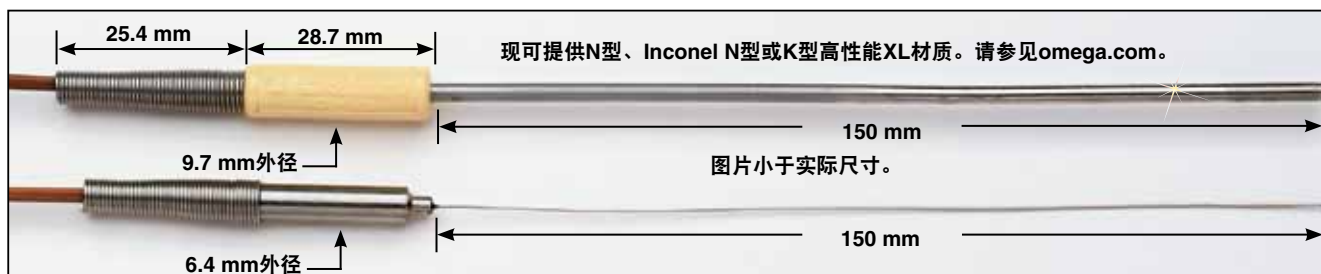 25.4 mm
28.7 mm
现可提供N型、Inconel N型或K型高性能XL材质。请参见omega.com。
150 mm
9.7 mm外径
图片小于实际尺寸。
150 mm
6.4 mm外径